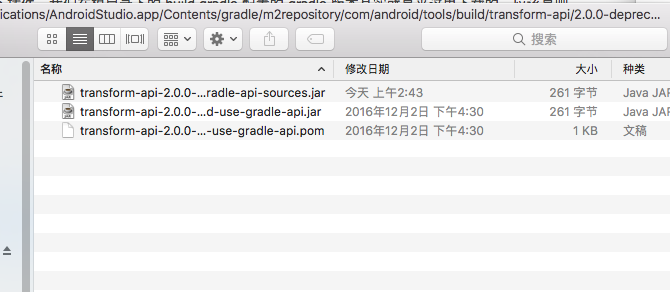 ications/AndroidStudio.app/Contents/gradle/m2repository/com/android/tools/build/transform-api/2.0.0-deprec...
搜索
名称 修改日期 大小 种类
transform-api-2.0.0-...radle-api-sources.jar 今天 上午2:43 261 字节 Java JAR
transform-api-2.0.0-...d-use-gradle-api.jar 2016年12月2日 下午4:30 261 字节 Java JAR
transform-api-2.0.0-...-use-gradle-api.pom 2016年12月2日 下午4:30 1 KB 文稿